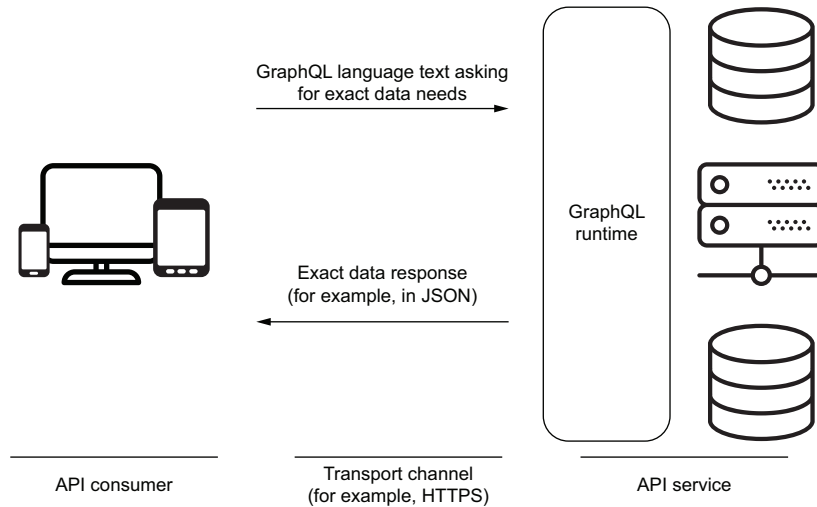 GraphQL language text asking
for exact data needs
GraphQL
runtime
Exact data response
(for example, in JSON)
API consumer
Transport channel
(for example, HTTPS)
API service